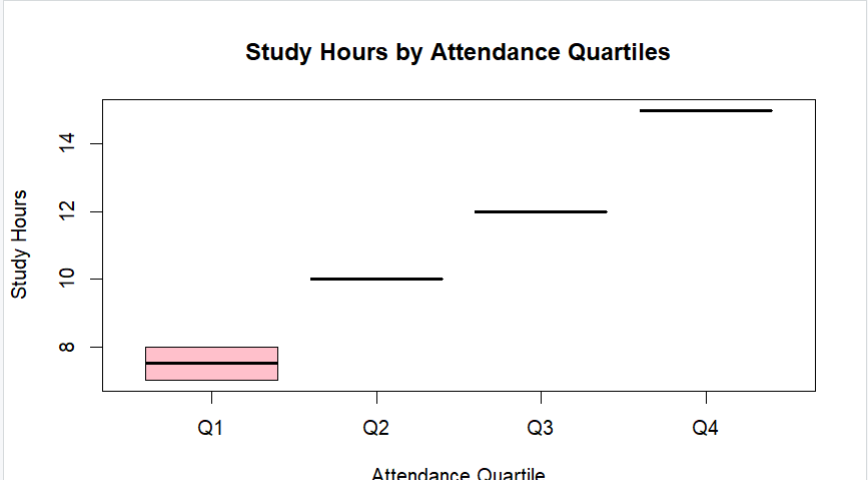 Study Hours by Attendance Quartiles
Study Hours
14
12
10
8
Q1 Q2 Q3 Q4
Attendance Quartile